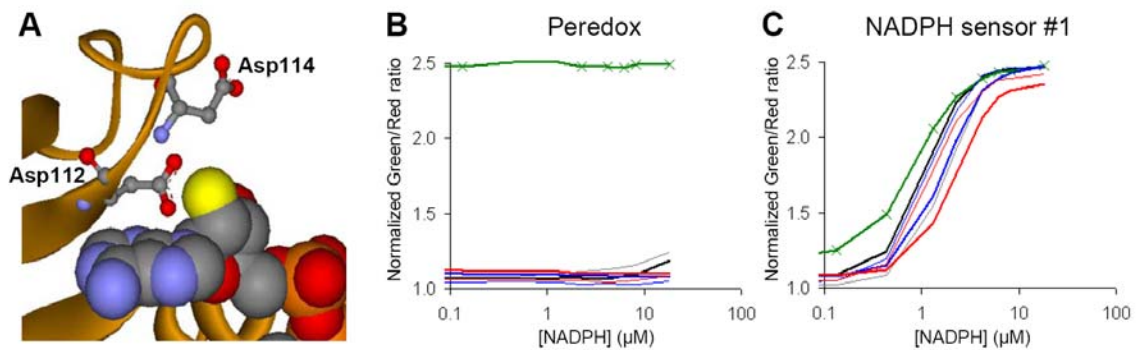 A
Asp114
Asp112
B
Peredox
Normalized Green/Red ratio
2.5
2.0
1.5
1.0
0.1
1
10
100
[NADPH] (µM)
C
NADPH sensor #1
Normalized Green/Red ratio
2.5
2.0
1.5
1.0
0.1
1
10
100
[NADPH] (µM)